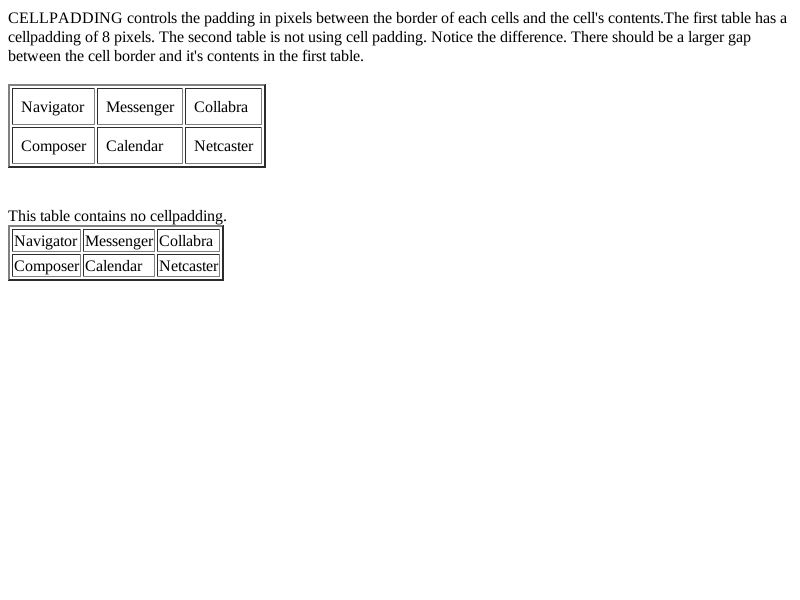 CELLPADDING controls the padding in pixels between the border of each cells and the cell's contents.The first table has a
cellpadding of 8 pixels. The second table is not using cell padding. Notice the difference. There should be a larger gap
between the cell border and it's contents in the first table.
Navigator Messenger Collabra
Composer Calendar Netcaster
This table contains no cellpadding.
Navigator Messenger Collabra
Composer Calendar Netcaster